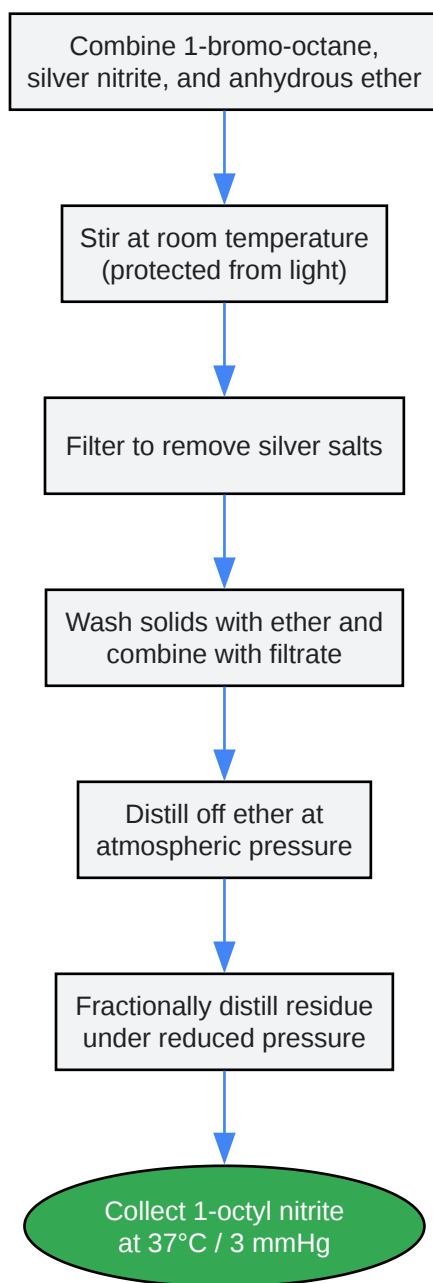 Combine 1-bromo-octane,
silver nitrite, and anhydrous ether
Stir at room temperature
(protected from light)
Filter to remove silver salts
Wash solids with ether and
combine with filtrate
Distill off ether at
atmospheric pressure
Fractionally distill residue
under reduced pressure
Collect 1-octyl nitrite
at 37°C / 3 mmHg